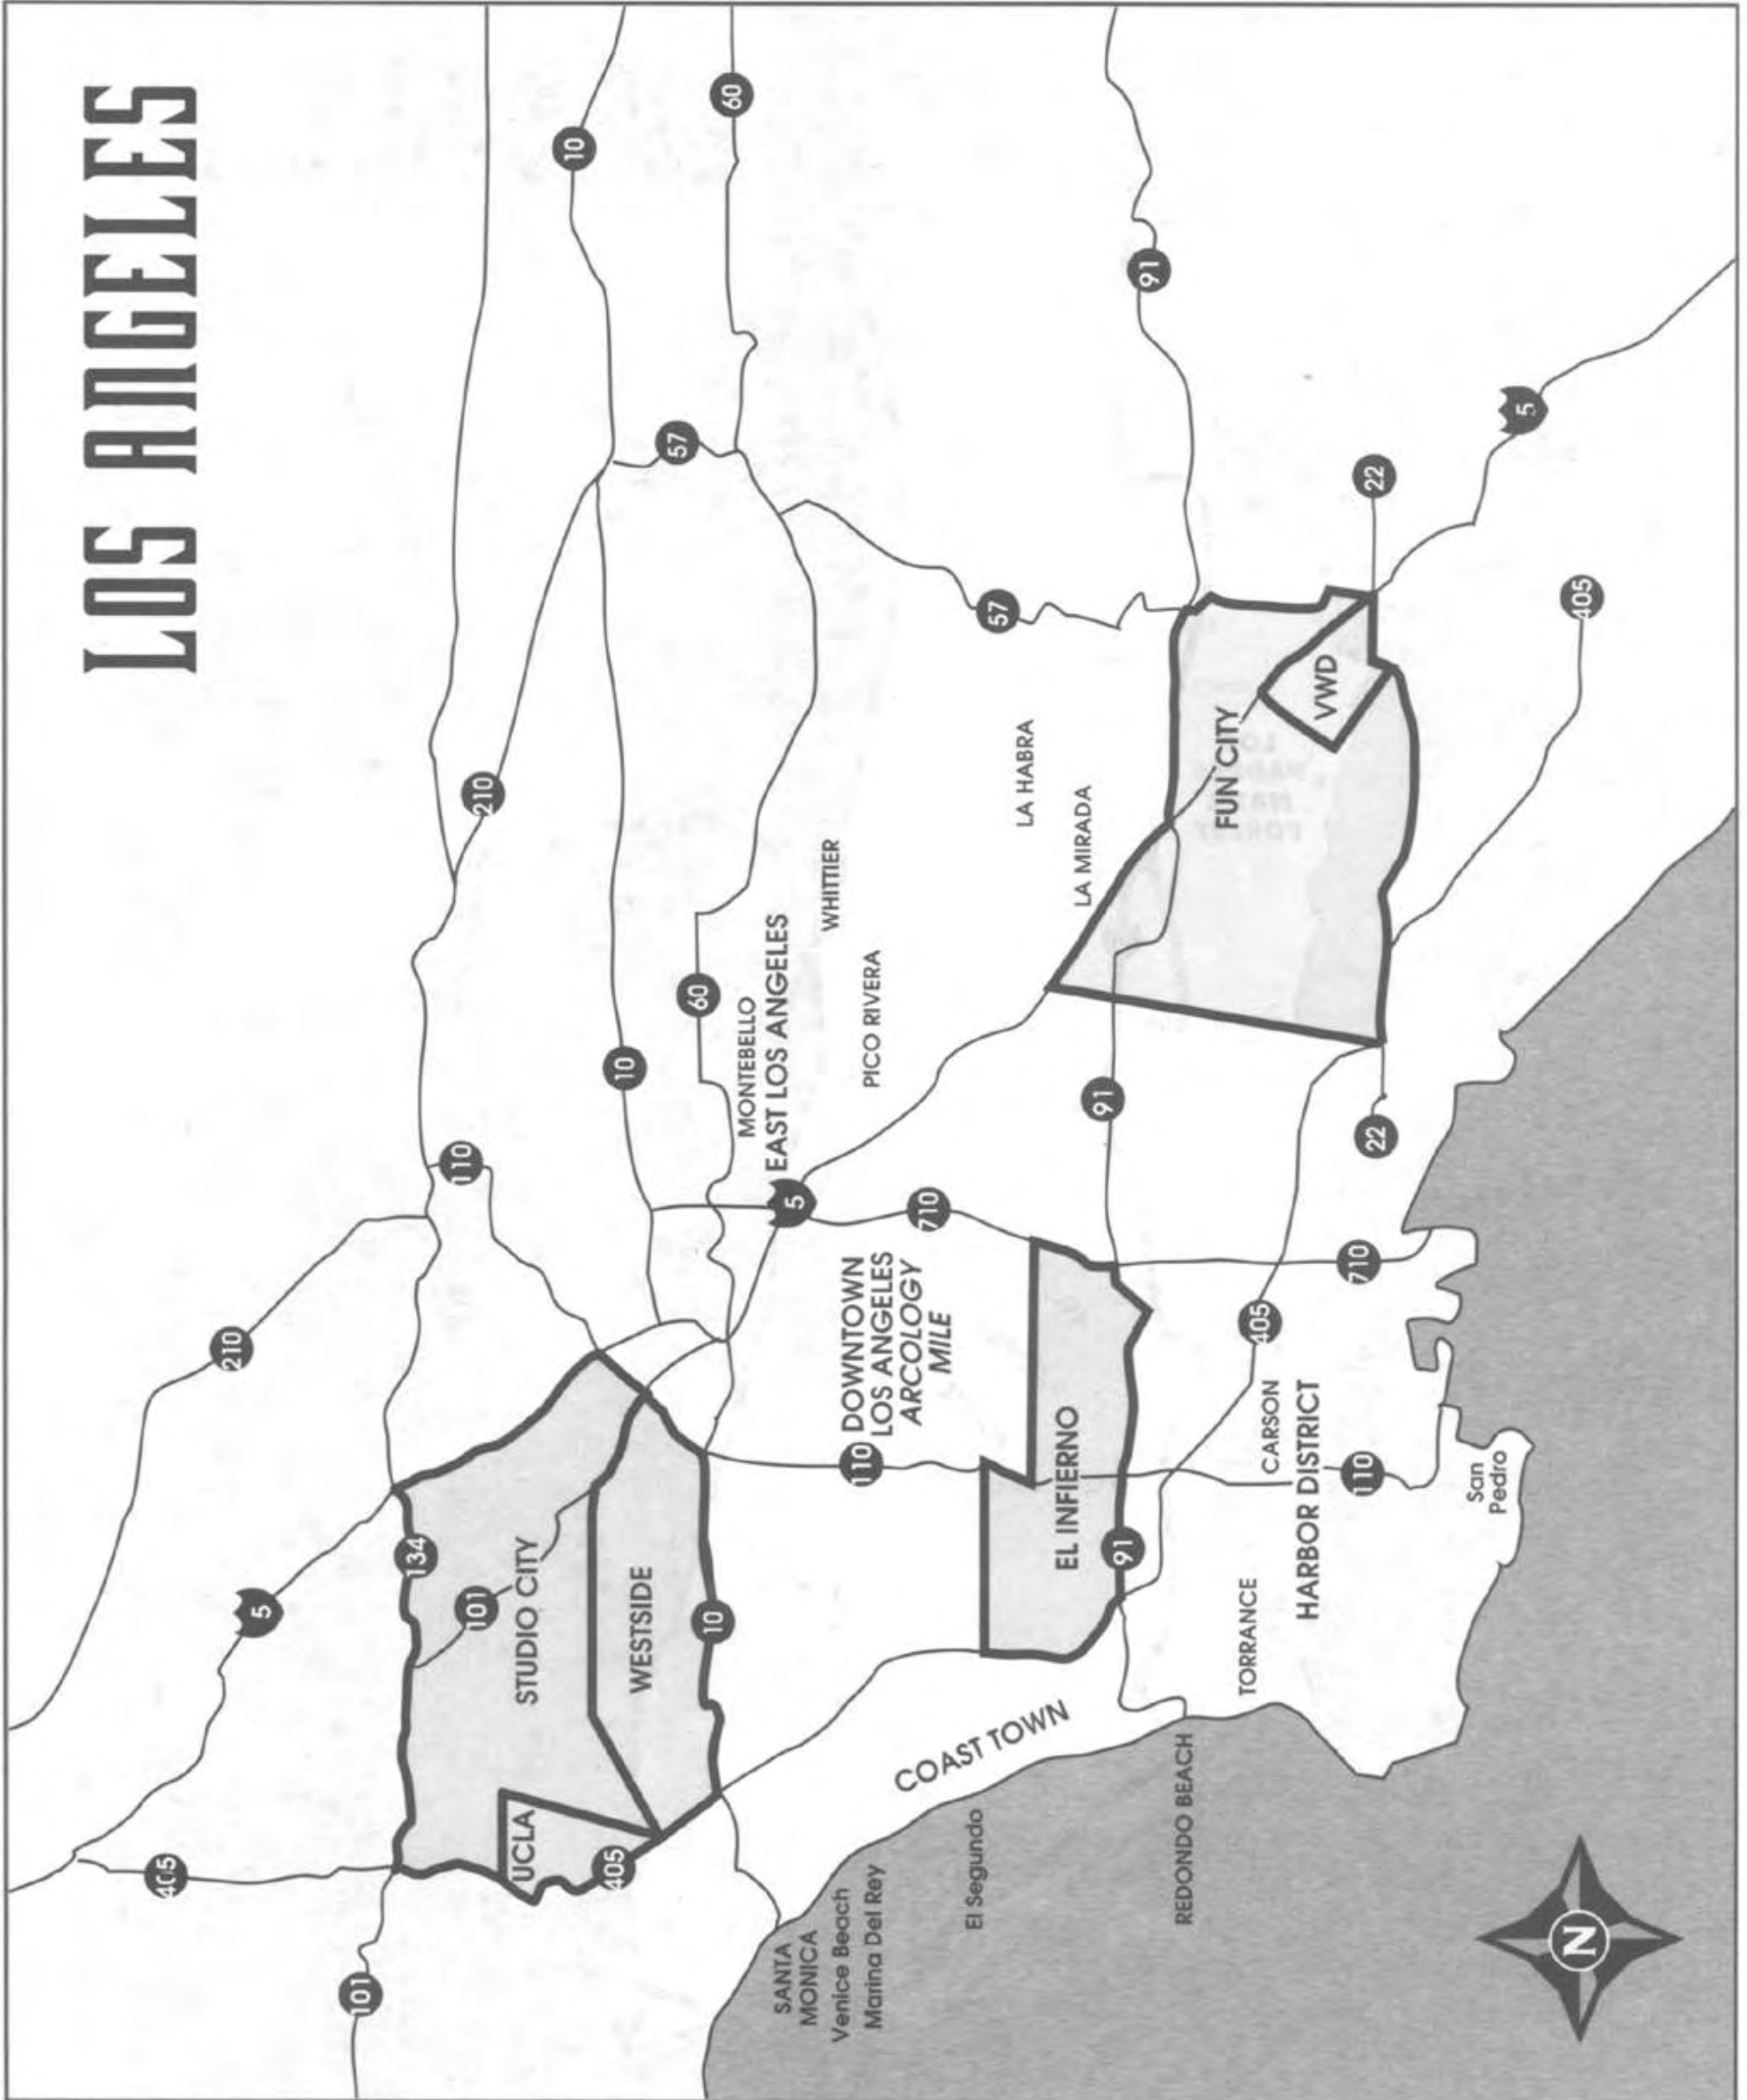 LOS ANGELES
405
210
5
101
134
110
101
210
UCLA
STUDIO CITY
10
405
10
WESTSIDE
57
60
10
60
MONTEBELLO
EAST LOS ANGELES
5
SANTA
MONICA
Venice Beach
Marina Del Rey
WHITTIER
PICO RIVERA
110
DOWNTOWN
LOS ANGELES
ARCOLOGY
MILE
710
COAST TOWN
El Segundo
57
LA HABRA
EL INFIERNO
LA MIRADA
91
91
91
REDONDO BEACH
FUN CITY
TORRANCE
405
CARSON
HARBOR DISTRICT
VWD
710
110
22
22
San
Pedro
5
405
N